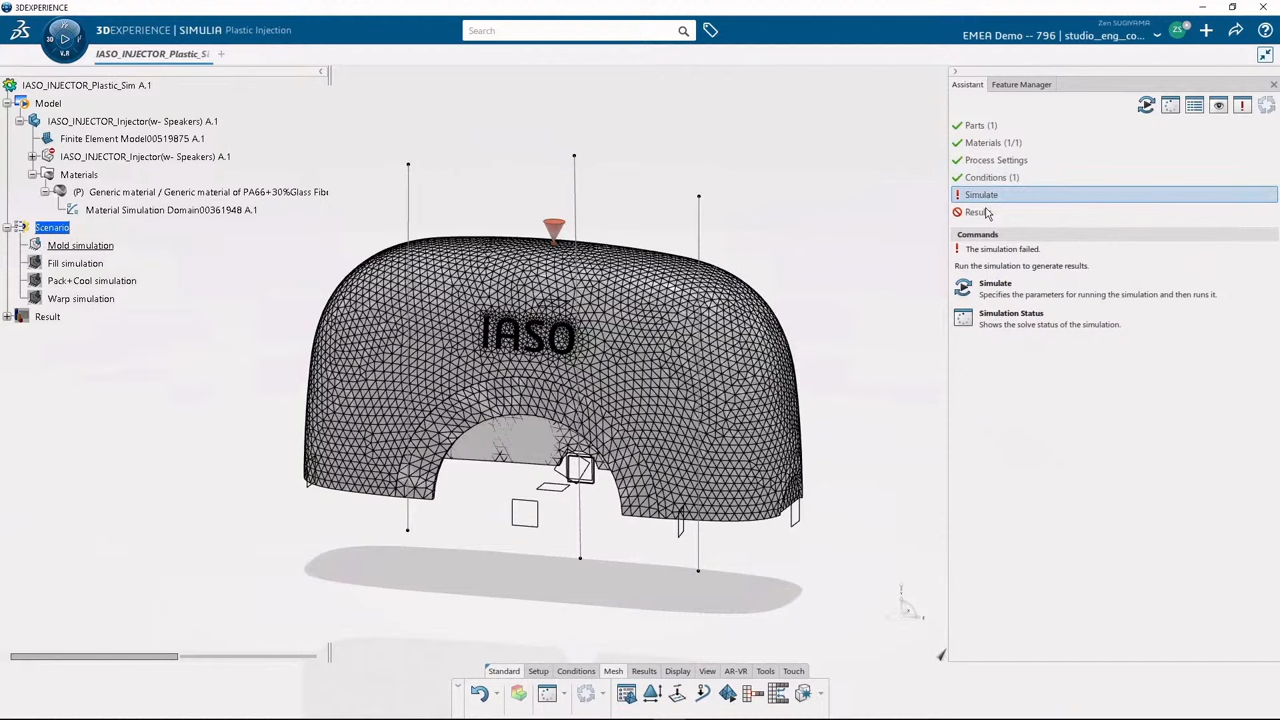 3DEXPERIENCE
3DEXPERIENCE | SIMULIA Plastic Injection
Search
Zen SUGIYAMA
EMEA Demo -- 796 | studio_eng_co...
ZS
3D
V.R
IASO_INJECTOR_Plastic_Si
IASO_INJECTOR_Plastic_Sim A.1
Model
IASO_INJECTOR_Injector(w- Speakers) A.1
Finite Element Model00519875 A.1
IASO_INJECTOR_Injector(w- Speakers) A.1
Materials
(P) Generic material / Generic material of PA66+30%Glass Fibe
Material Simulation Domain00361948 A.1
Scenario
Mold simulation
Fill simulation
Pack+Cool simulation
Warp simulation
Result
IASO
Assistant
Feature Manager
Parts (1)
Materials (1/1)
Process Settings
Conditions (1)
Simulate
Commands
The simulation failed.
Run the simulation to generate results.
Simulate
Specifies the parameters for running the simulation and then runs it.
Simulation Status
Shows the solve status of the simulation.
Standard Setup Conditions Mesh Results Display View AR-VR Tools Touch